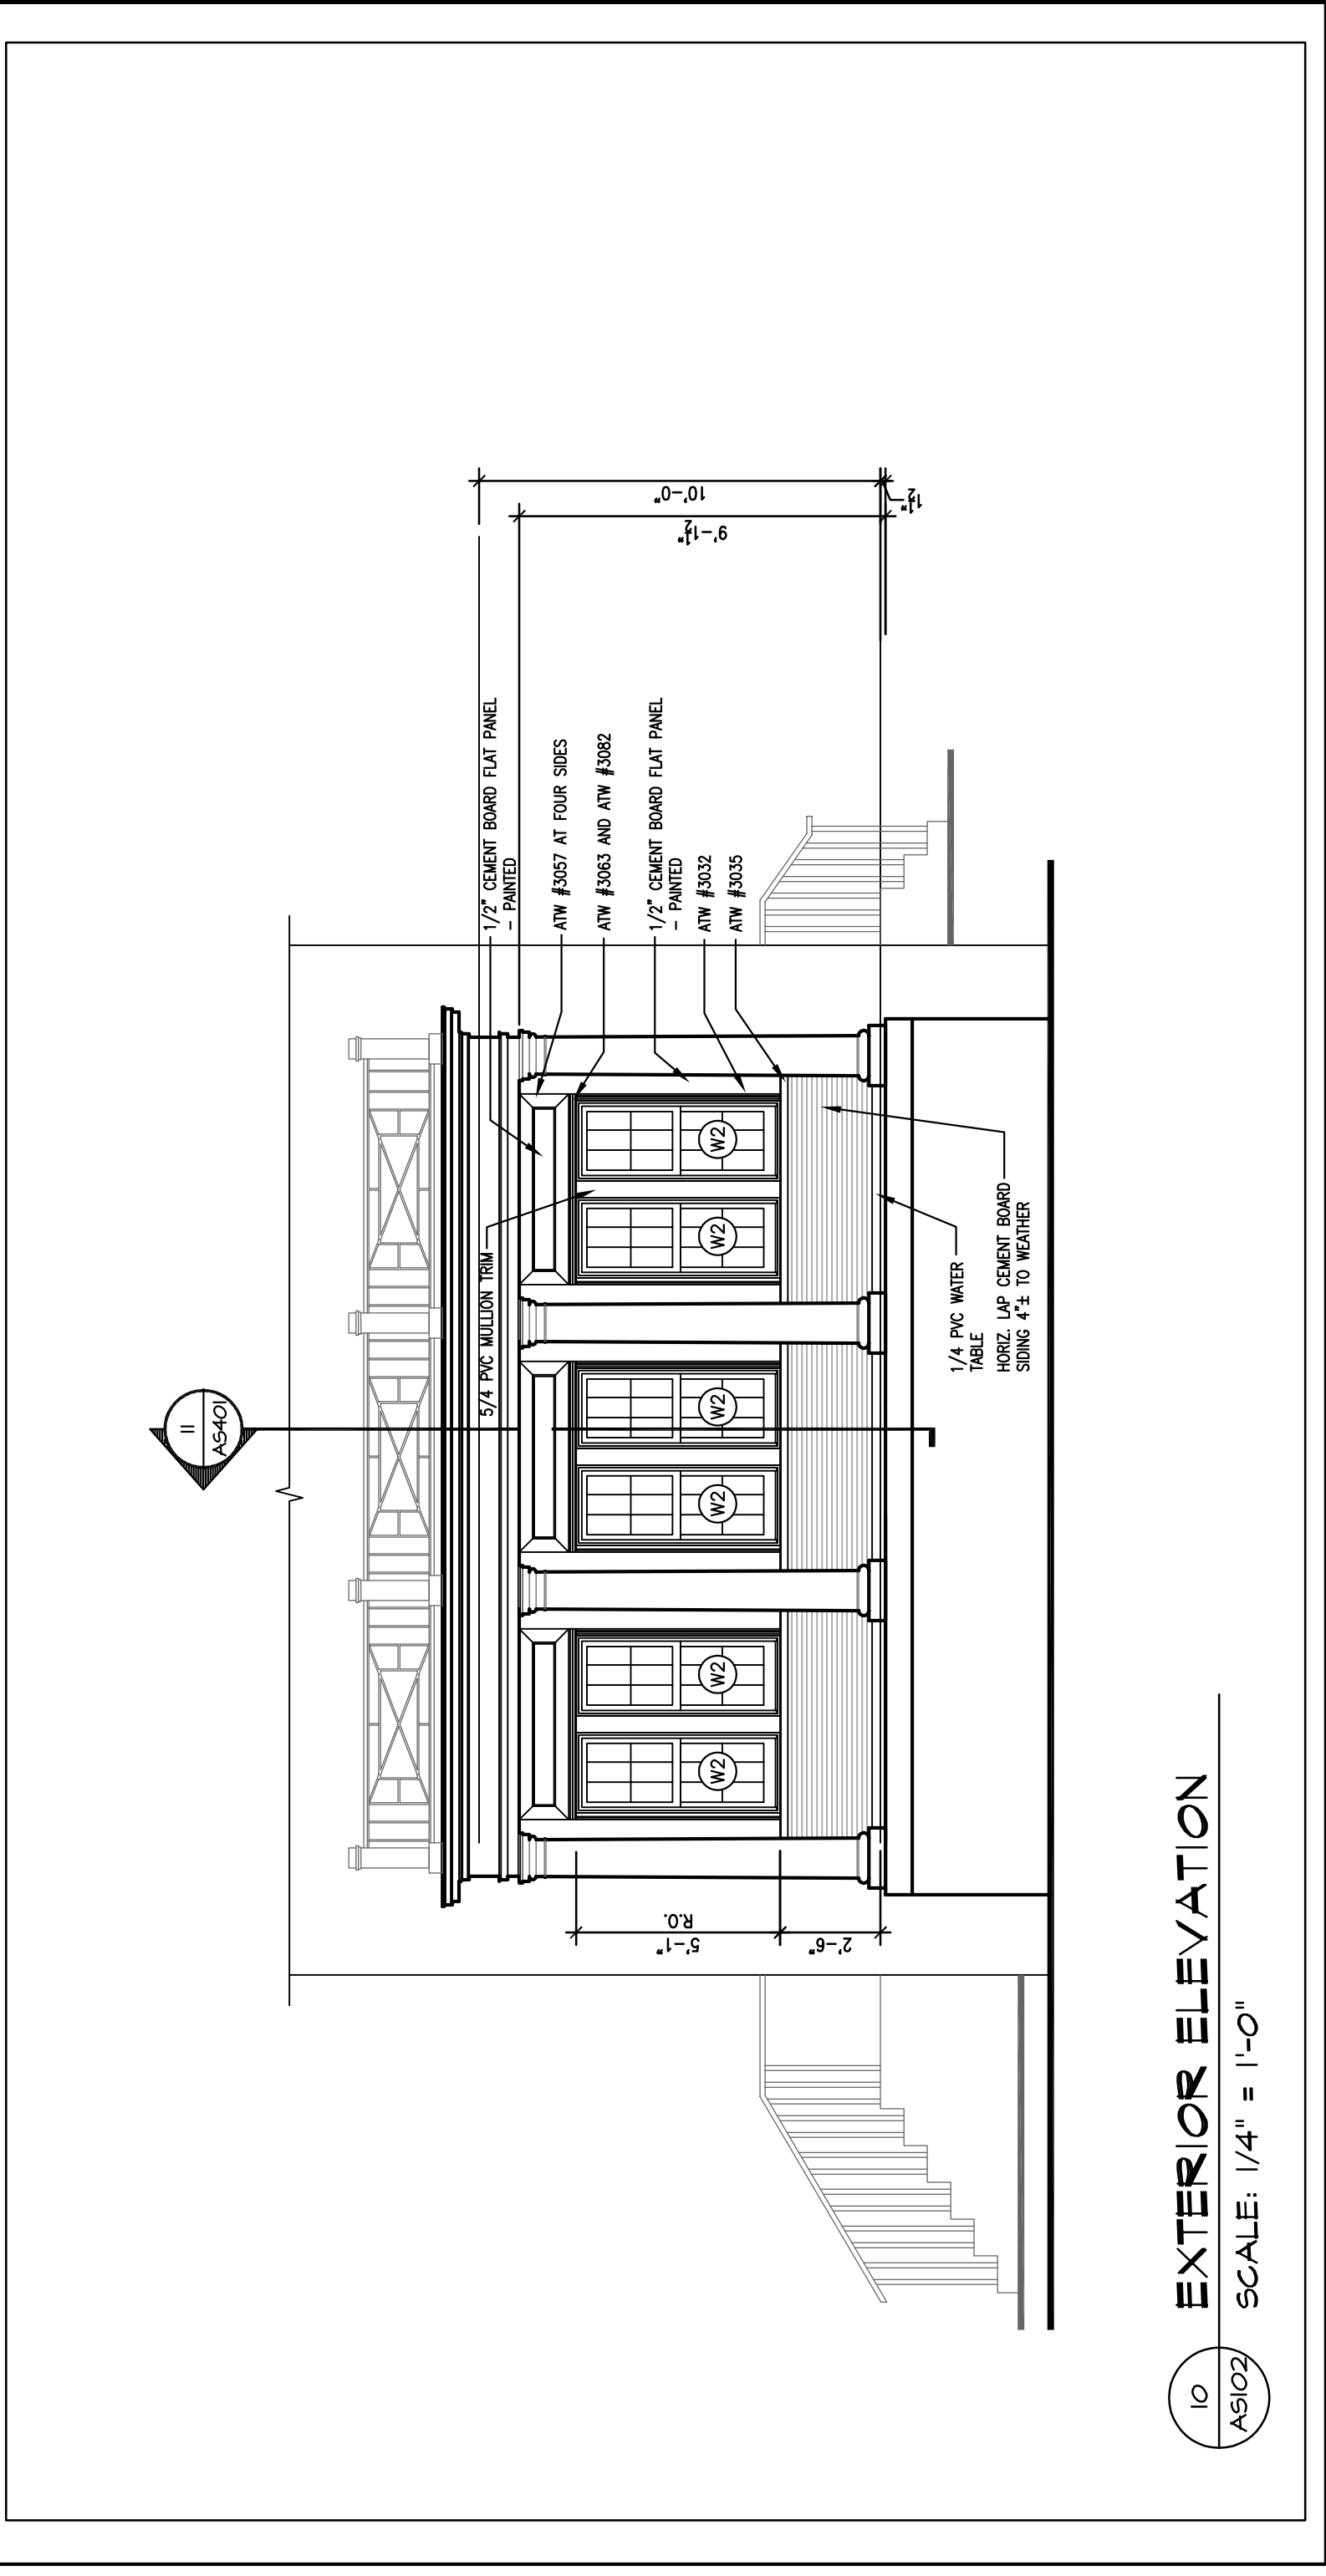 11
AS401
1/2" CEMENT BOARD FLAT PANEL
- PAINTED
ATW #3057 AT FOUR SIDES
ATW #3063 AND ATW #3082
1/2" CEMENT BOARD FLAT PANEL
- PAINTED
ATW #3032
ATW #3035
10'-0"
9'-1½"
1½"
5/4 PVC MULLION TRIM
W2
W2
W2
W2
W2
W2
5'-1"
R.O.
2'-6"
1/4 PVC WATER
TABLE
HORIZ. LAP CEMENT BOARD
SIDING 4"± TO WEATHER
10
AS102
EXTERIOR ELEVATION
SCALE: 1/4" = 1'-0"